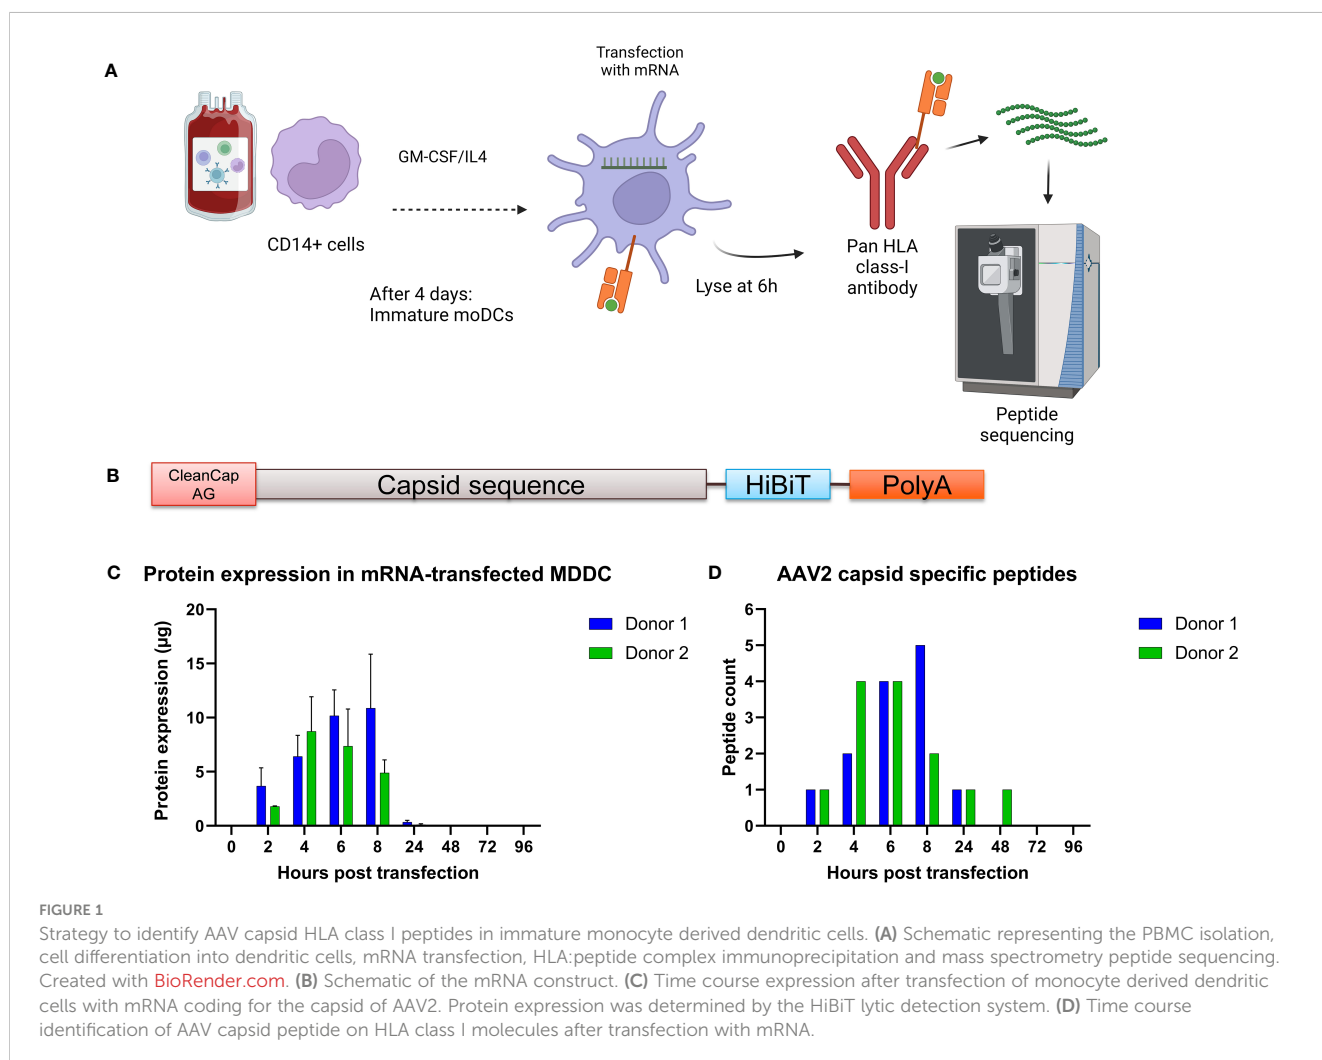 A
Transfection
with mRNA
GM-CSF/IL4
CD14+ cells
After 4 days:
Immature moDCs
Lyse at 6h
Pan HLA
class-I
antibody
Peptide
sequencing
B
CleanCap
AG
Capsid sequence
HiBiT
PolyA
C
Protein expression in mRNA-transfected MDDC
Protein expression (µg)
20
15
10
5
0
0 2 4 6 8 24 48 72 96
Hours post transfection
Donor 1
Donor 2
D
AAV2 capsid specific peptides
Peptide count
6
5
4
3
2
1
0
0 2 4 6 8 24 48 72 96
Hours post transfection
Donor 1
Donor 2
FIGURE 1
Strategy to identify AAV capsid HLA class I peptides in immature monocyte derived dendritic cells. (A) Schematic representing the PBMC isolation,
cell differentiation into dendritic cells, mRNA transfection, HLA:peptide complex immunoprecipitation and mass spectrometry peptide sequencing.
Created with BioRender.com. (B) Schematic of the mRNA construct. (C) Time course expression after transfection of monocyte derived dendritic
cells with mRNA coding for the capsid of AAV2. Protein expression was determined by the HiBiT lytic detection system. (D) Time course
identification of AAV capsid peptide on HLA class I molecules after transfection with mRNA.